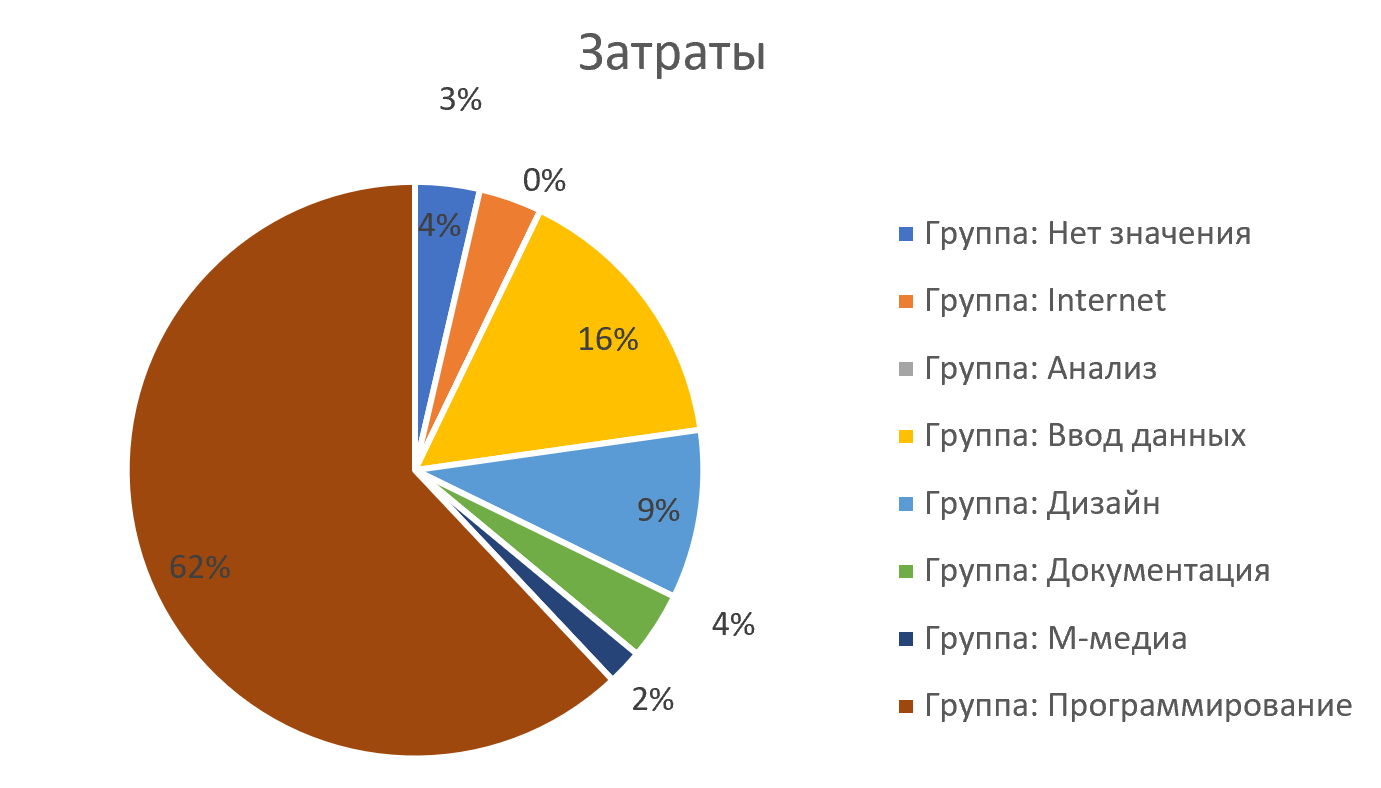 Затраты
3%
0%
4%
16%
9%
62%
4%
2%
Группа: Нет значения
Группа: Internet
Группа: Анализ
Группа: Ввод данных
Группа: Дизайн
Группа: Документация
Группа: М-медиа
Группа: Программирование